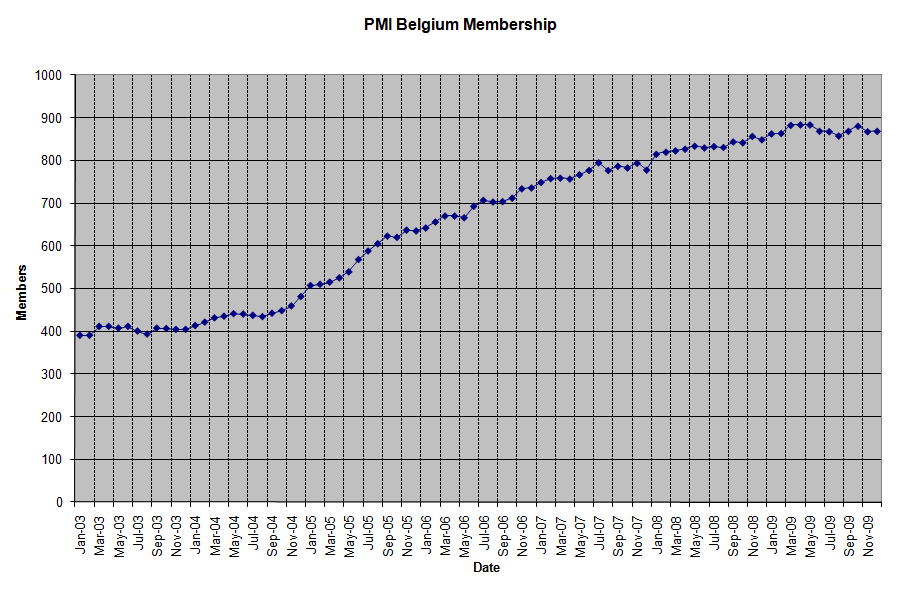 PMI Belgium Membership
1000
900
800
700
600
500
400
300
200
100
0
Members
Jan-03
Mar-03
May-03
Jul-03
Sep-03
Nov-03
Jan-04
Mar-04
May-04
Jul-04
Sep-04
Nov-04
Jan-05
Mar-05
May-05
Jul-05
Sep-05
Nov-05
Jan-06
Mar-06
May-06
Jul-06
Sep-06
Nov-06
Jan-07
Mar-07
May-07
Jul-07
Sep-07
Nov-07
Jan-08
Mar-08
May-08
Jul-08
Sep-08
Nov-08
Jan-09
Mar-09
May-09
Jul-09
Sep-09
Nov-09
Date